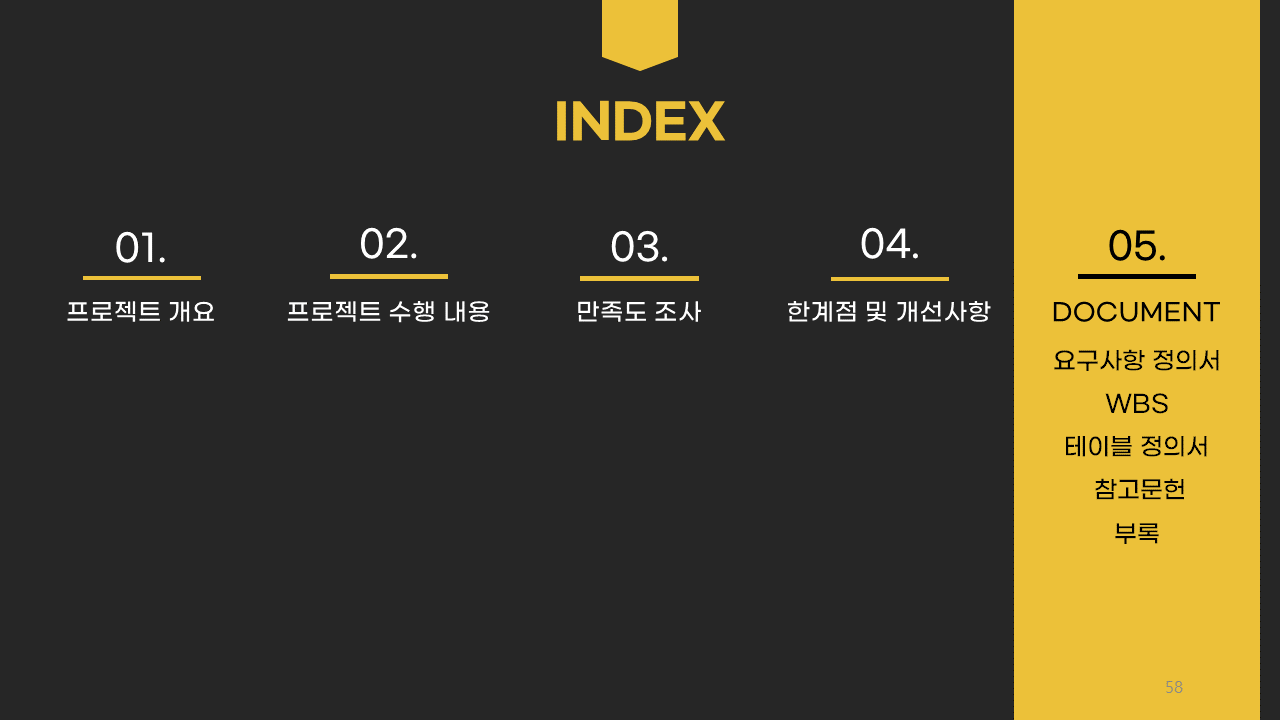 INDEX
01.
프로젝트 개요
02.
프로젝트 수행 내용
03.
만족도 조사
04.
한계점 및 개선사항
05.
DOCUMENT
요구사항 정의서
WBS
테이블 정의서
참고문헌
부록
58